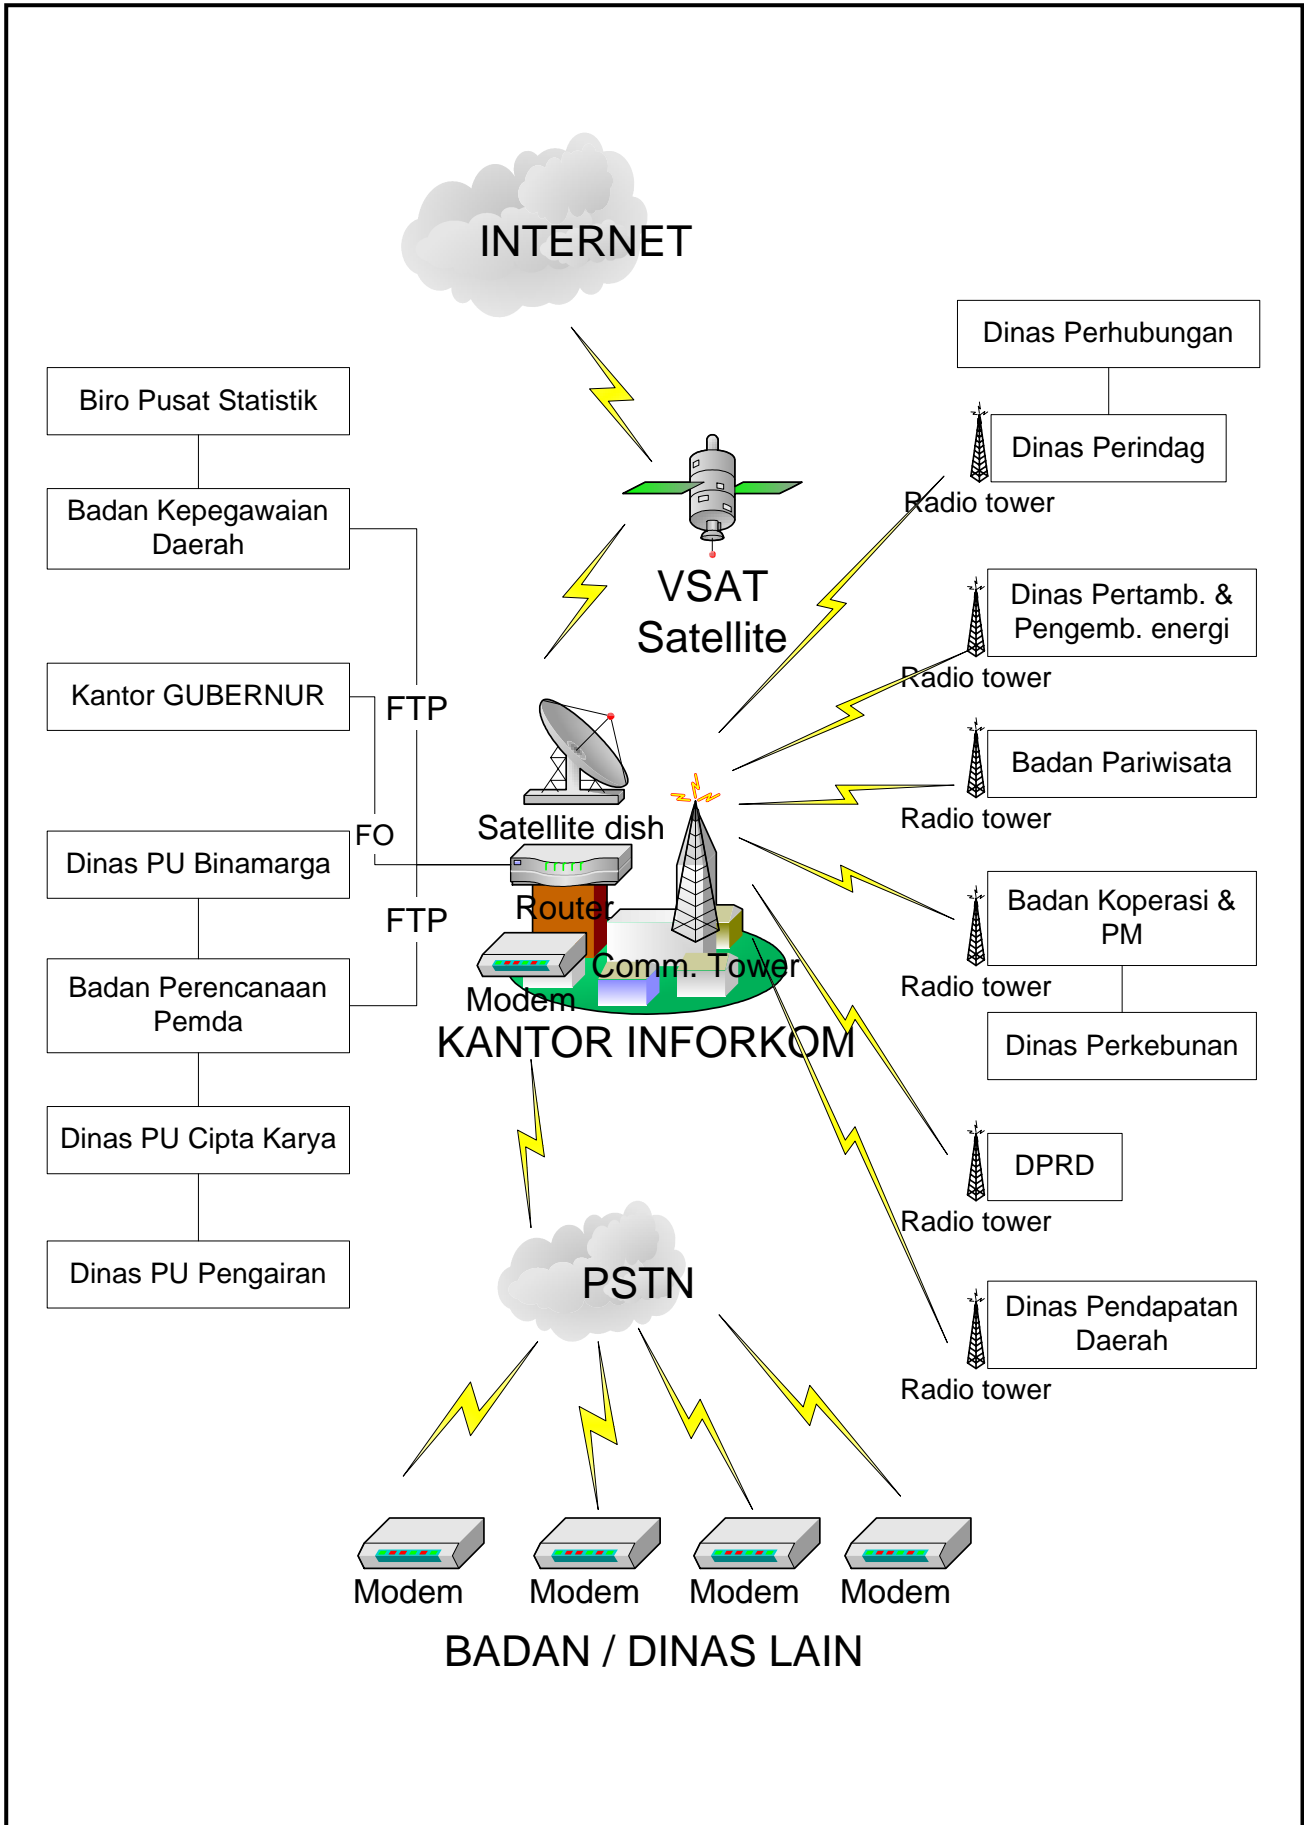 INTERNET
Dinas Perhubungan
Biro Pusat Statistik
Dinas Perindag
Radio tower
Badan Kepegawaian
Daerah
VSAT
Satellite
Dinas Pertamb. &
Pengemb. energi
Radio tower
Kantor GUBERNUR
FTP
Badan Pariwisata
Radio tower
Satellite dish
FO
Dinas PU Binamarga
Router
FTP
Badan Koperasi &
PM
Radio tower
Comm. Tower
Modem
Badan Perencanaan
Pemda
KANTOR INFORKOM
Dinas Perkebunan
Dinas PU Cipta Karya
DPRD
Radio tower
Dinas PU Pengairan
PSTN
Dinas Pendapatan
Daerah
Radio tower
Modem
Modem
Modem
Modem
BADAN / DINAS LAIN